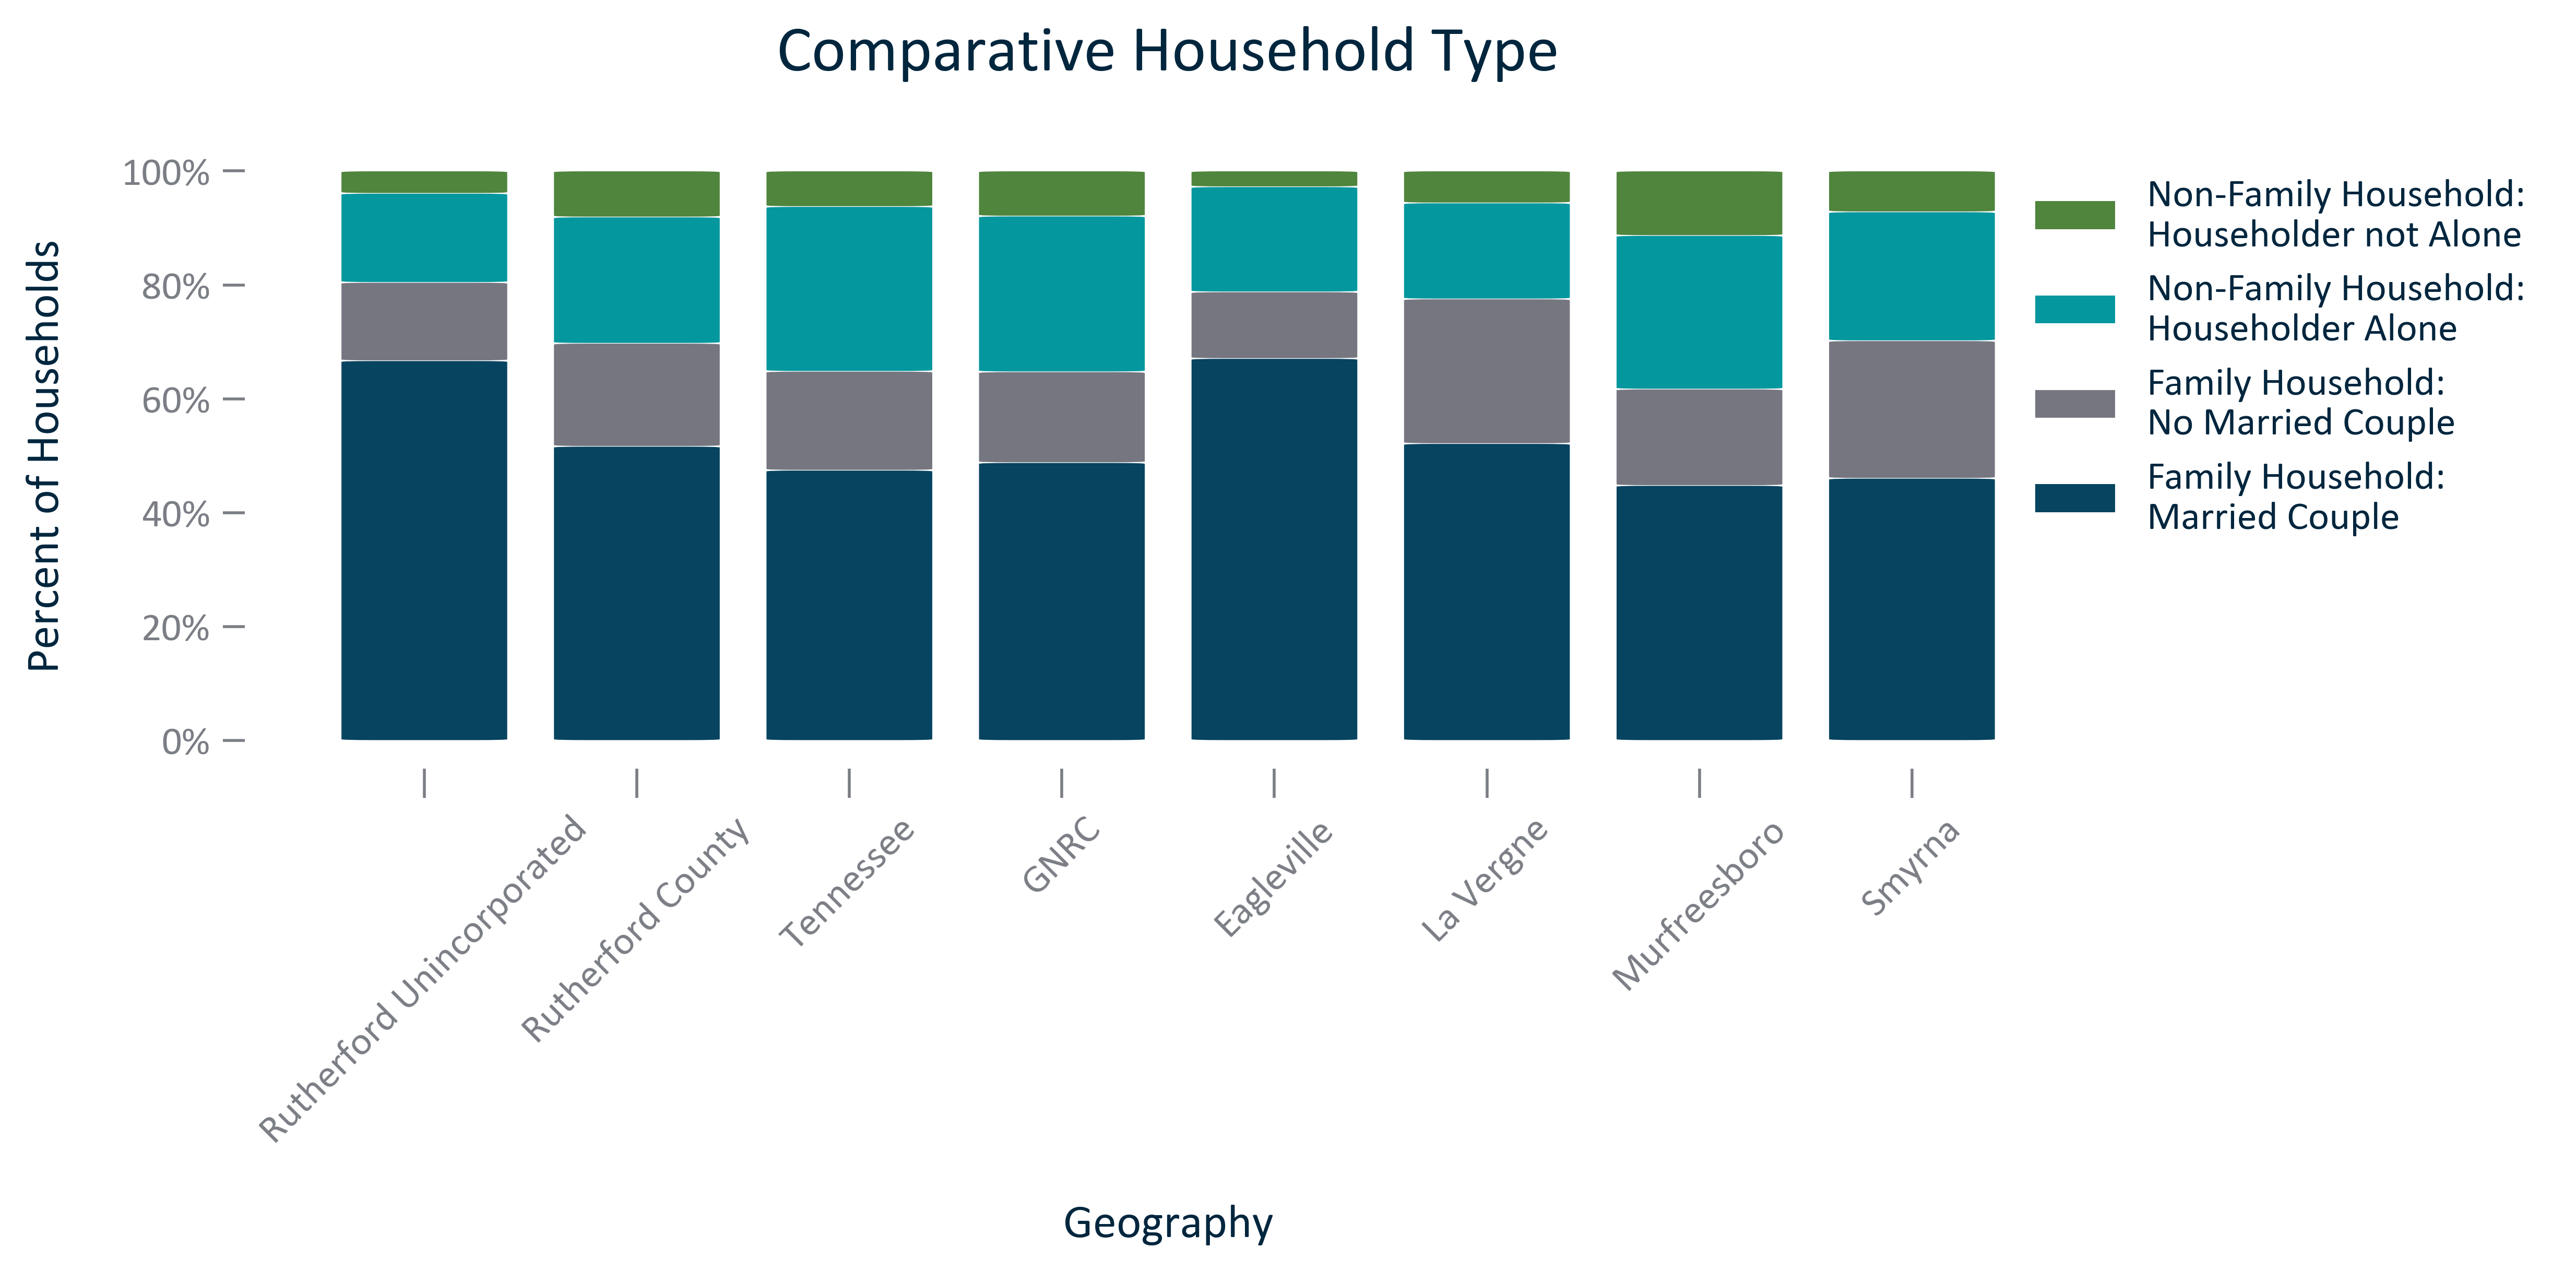 Comparative Household Type
Percent of Households
100%
80%
60%
40%
20%
0%
Rutherford Unincorporated
Rutherford County
Tennessee
GNRC
Eagleville
La Vergne
Murfreesboro
Smyrna
Geography
Non-Family Household:
Householder not Alone
Non-Family Household:
Householder Alone
Family Household:
No Married Couple
Family Household:
Married Couple